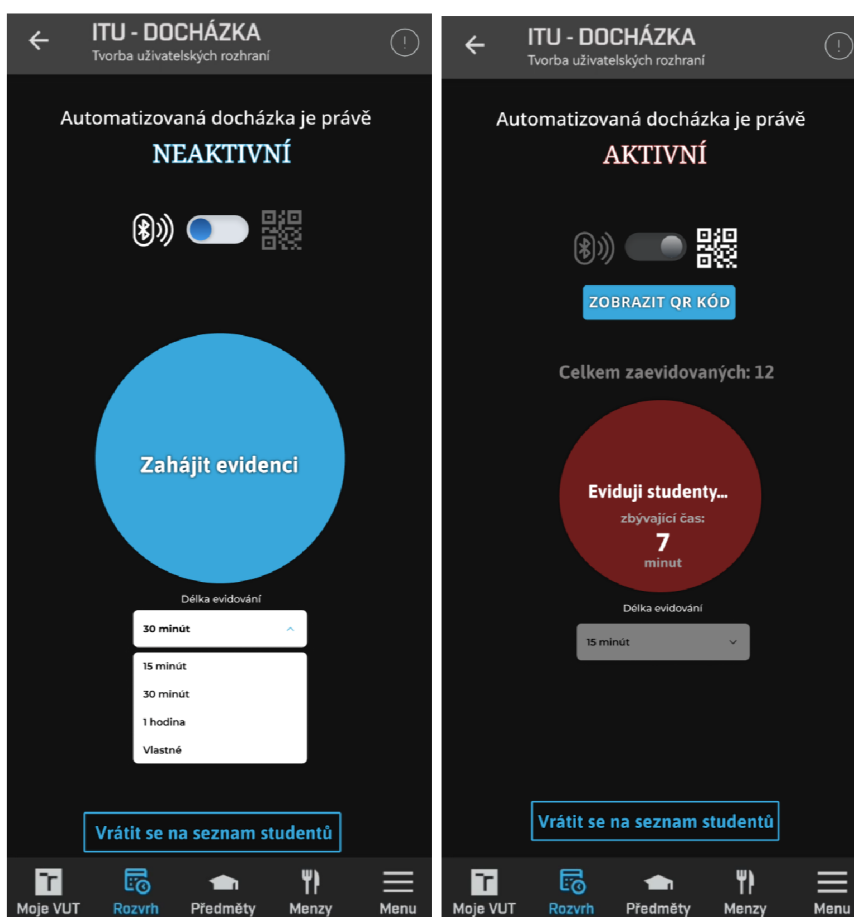 ITU - DOCHÁZKA
Tvorba uživatelských rozhraní
Automatizovaná docházka je právě
NEAKTIVNÍ
Zahájit evidenci
Délka evidování
30 minút
15 minút
30 minút
1 hodina
Vlastné
Vrátit se na seznam studentů
Moje VUT Rozvrh Předměty Menzy Menu
ITU - DOCHÁZKA
Tvorba uživatelských rozhraní
Automatizovaná docházka je právě
AKTIVNÍ
ZOBRAZIT QR KÓD
Celkem zaevidovaných: 12
Eviduji studenty...
zbývající čas:
7
minut
Délka evidování
15 minút
Vrátit se na seznam studentů
Moje VUT Rozvrh Předměty Menzy Menu